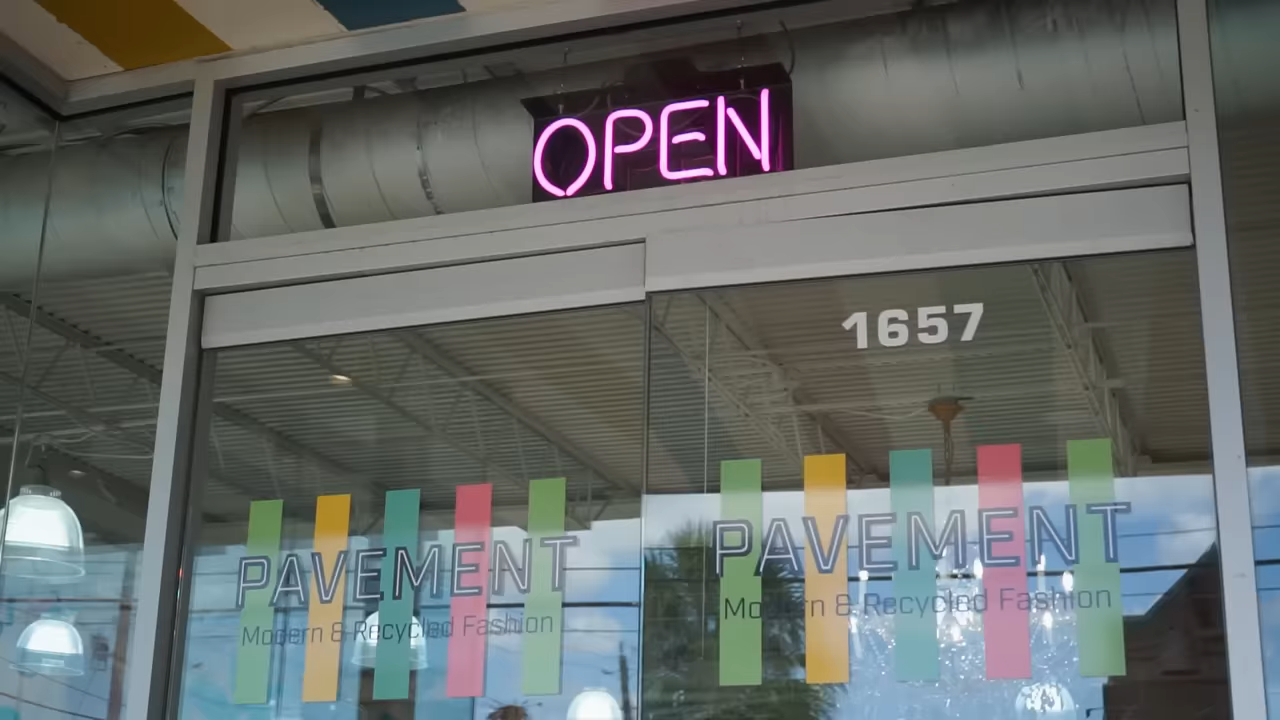 OPEN
1657
PAVEMENT
Modern & Recycled Fashion
PAVEMENT
Modern & Recycled Fashion